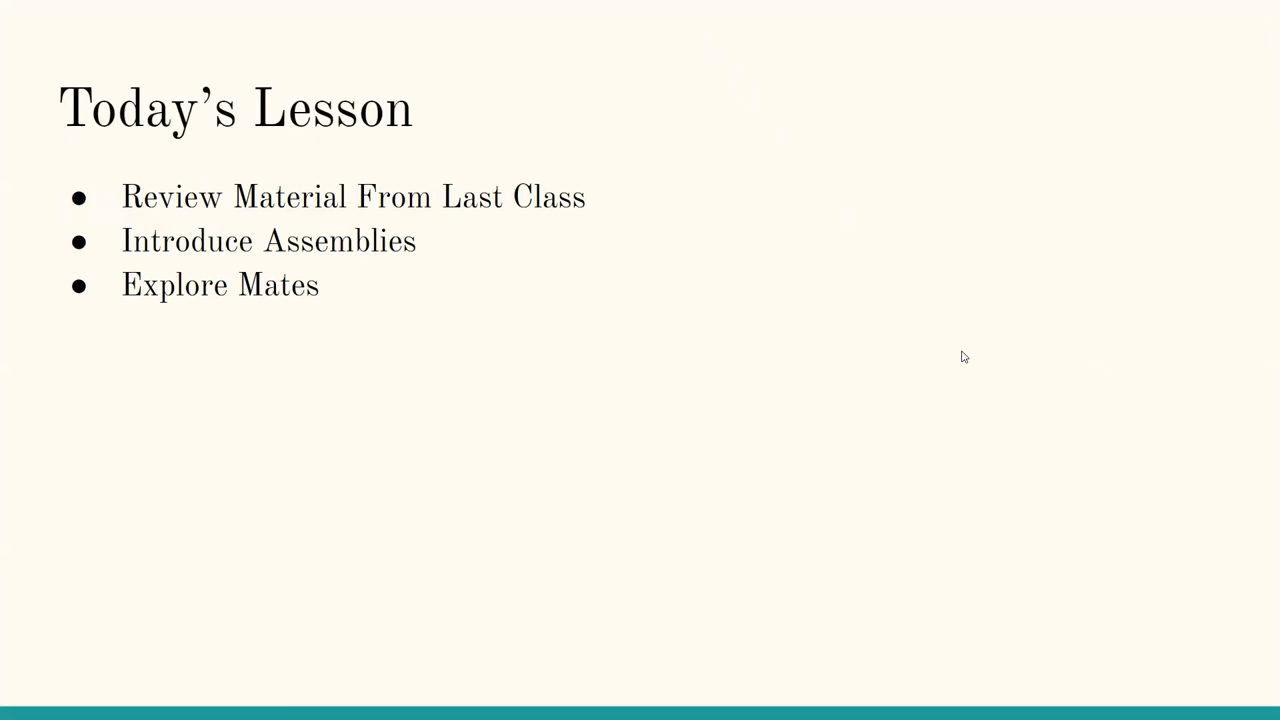 Today's Lesson
● Review Material From Last Class
● Introduce Assemblies
● Explore Mates